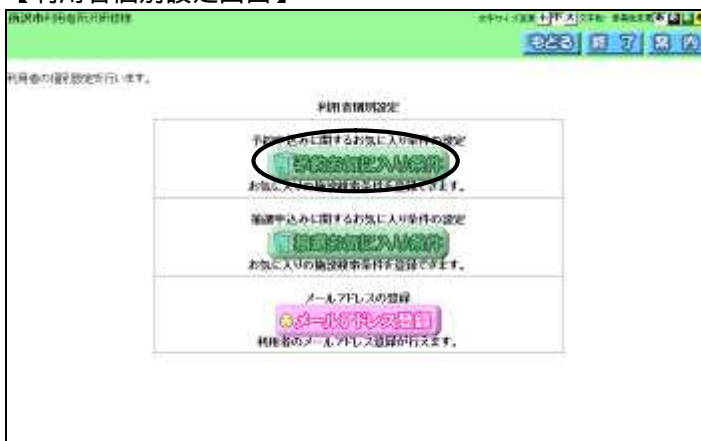 【利用者個別設定画面】
もどる 終了 案内
利用者の個別設定を行います。
利用者個別設定
予約申込みに関するお気に入り条件の設定
予約お気に入り条件
お気に入りの施設検索条件を登録できます。
抽選申込みに関するお気に入り条件の設定
抽選お気に入り条件
お気に入りの施設検索条件を登録できます。
メールアドレスの登録
メールアドレス登録
利用者のメールアドレス登録が行えます。